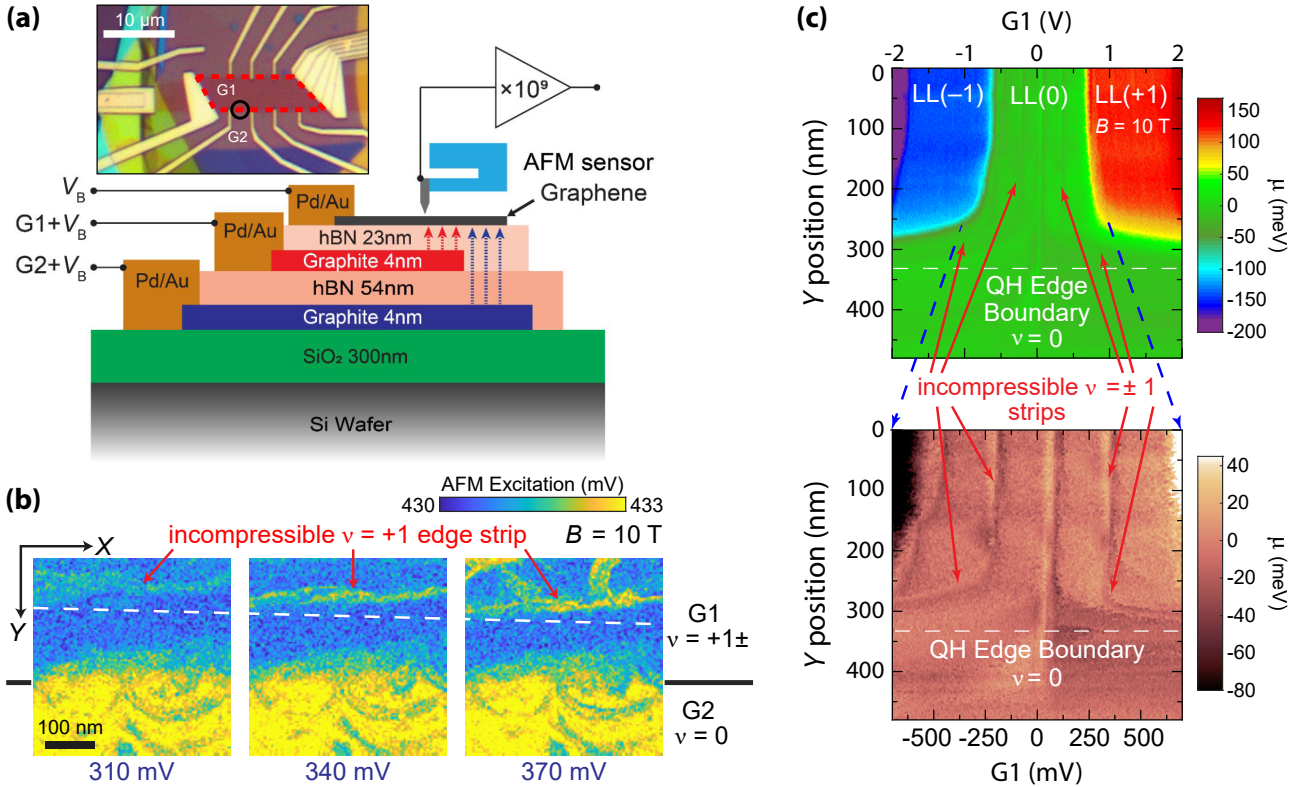 (a)
10 µm
G1
G2
×10⁹
AFM sensor
Graphene
V_B
Pd/Au
G1+V_B
Pd/Au
hBN 23nm
Graphite 4nm
G2+V_B
Pd/Au
hBN 54nm
Graphite 4nm
SiO₂ 300nm
Si Wafer
(b)
AFM Excitation (mV)
430
433
incompressible ν = +1 edge strip
B = 10 T
X
Y
G1
ν = +1±
G2
ν = 0
100 nm
310 mV
340 mV
370 mV
(c)
G1 (V)
-2
-1
0
1
2
LL(–1)
LL(0)
LL(+1)
B = 10 T
Y position (nm)
0
100
200
300
400
QH Edge
Boundary
ν = 0
150
100
50
0
-50
-100
-150
-200
µ (meV)
incompressible ν = ± 1
strips
Y position (nm)
0
100
200
300
400
QH Edge Boundary
ν = 0
-500
-250
0
250
500
G1 (mV)
40
20
0
-20
-40
-60
-80
µ (meV)